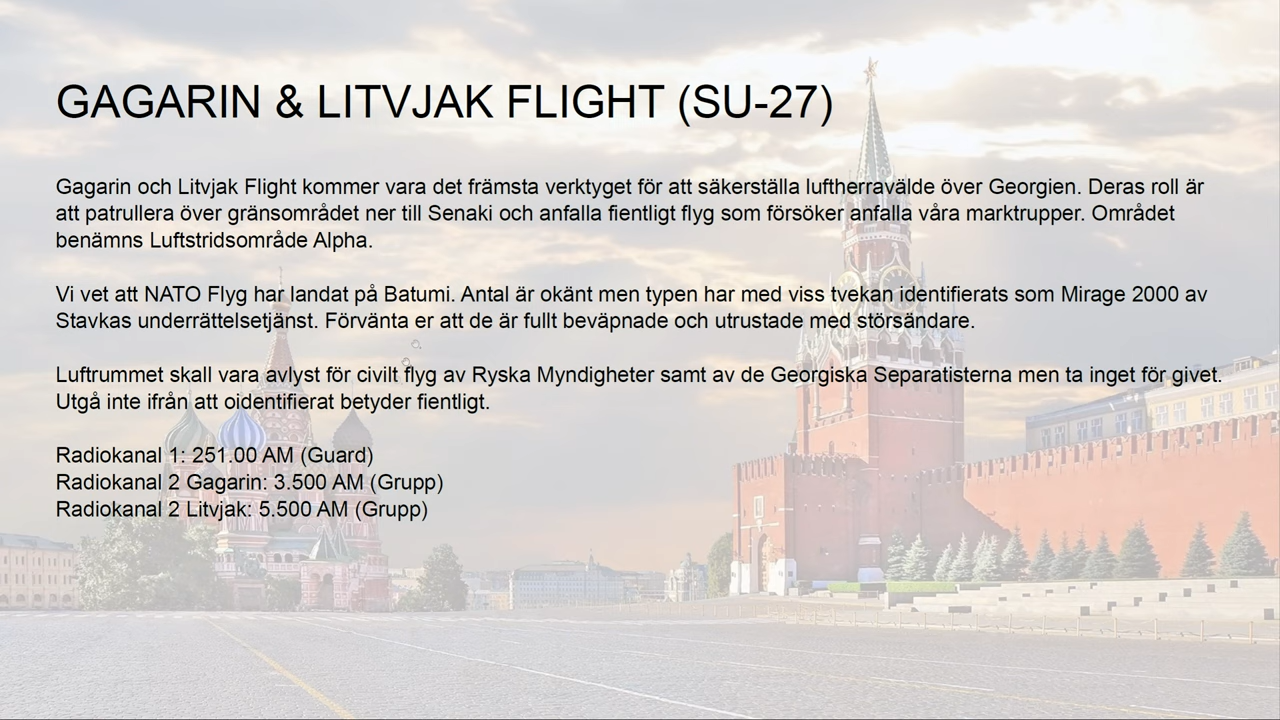 GAGARIN & LITVJAK FLIGHT (SU-27)
Gagarin och Litvjak Flight kommer vara det främsta verktyget för att säkerställa luftherravälde över Georgien. Deras roll är
att patrullera över gränsområdet ner till Senaki och anfalla fientligt flyg som försöker anfalla våra marktrupper. Området
benämns Luftstridsområde Alpha.
Vi vet att NATO Flyg har landat på Batumi. Antal är okänt men typen har med viss tvekan identifierats som Mirage 2000 av
Stavkas underrättelsetjänst. Förvänta er att de är fullt beväpnade och utrustade med störsändare.
Luftrummet skall vara avlyst för civilt flyg av Ryska Myndigheter samt av de Georgiska Separatisterna men ta inget för givet.
Utgå inte ifrån att oidentifierat betyder fientligt.
Radiokanal 1: 251.00 AM (Guard)
Radiokanal 2 Gagarin: 3.500 AM (Grupp)
Radiokanal 2 Litvjak: 5.500 AM (Grupp)